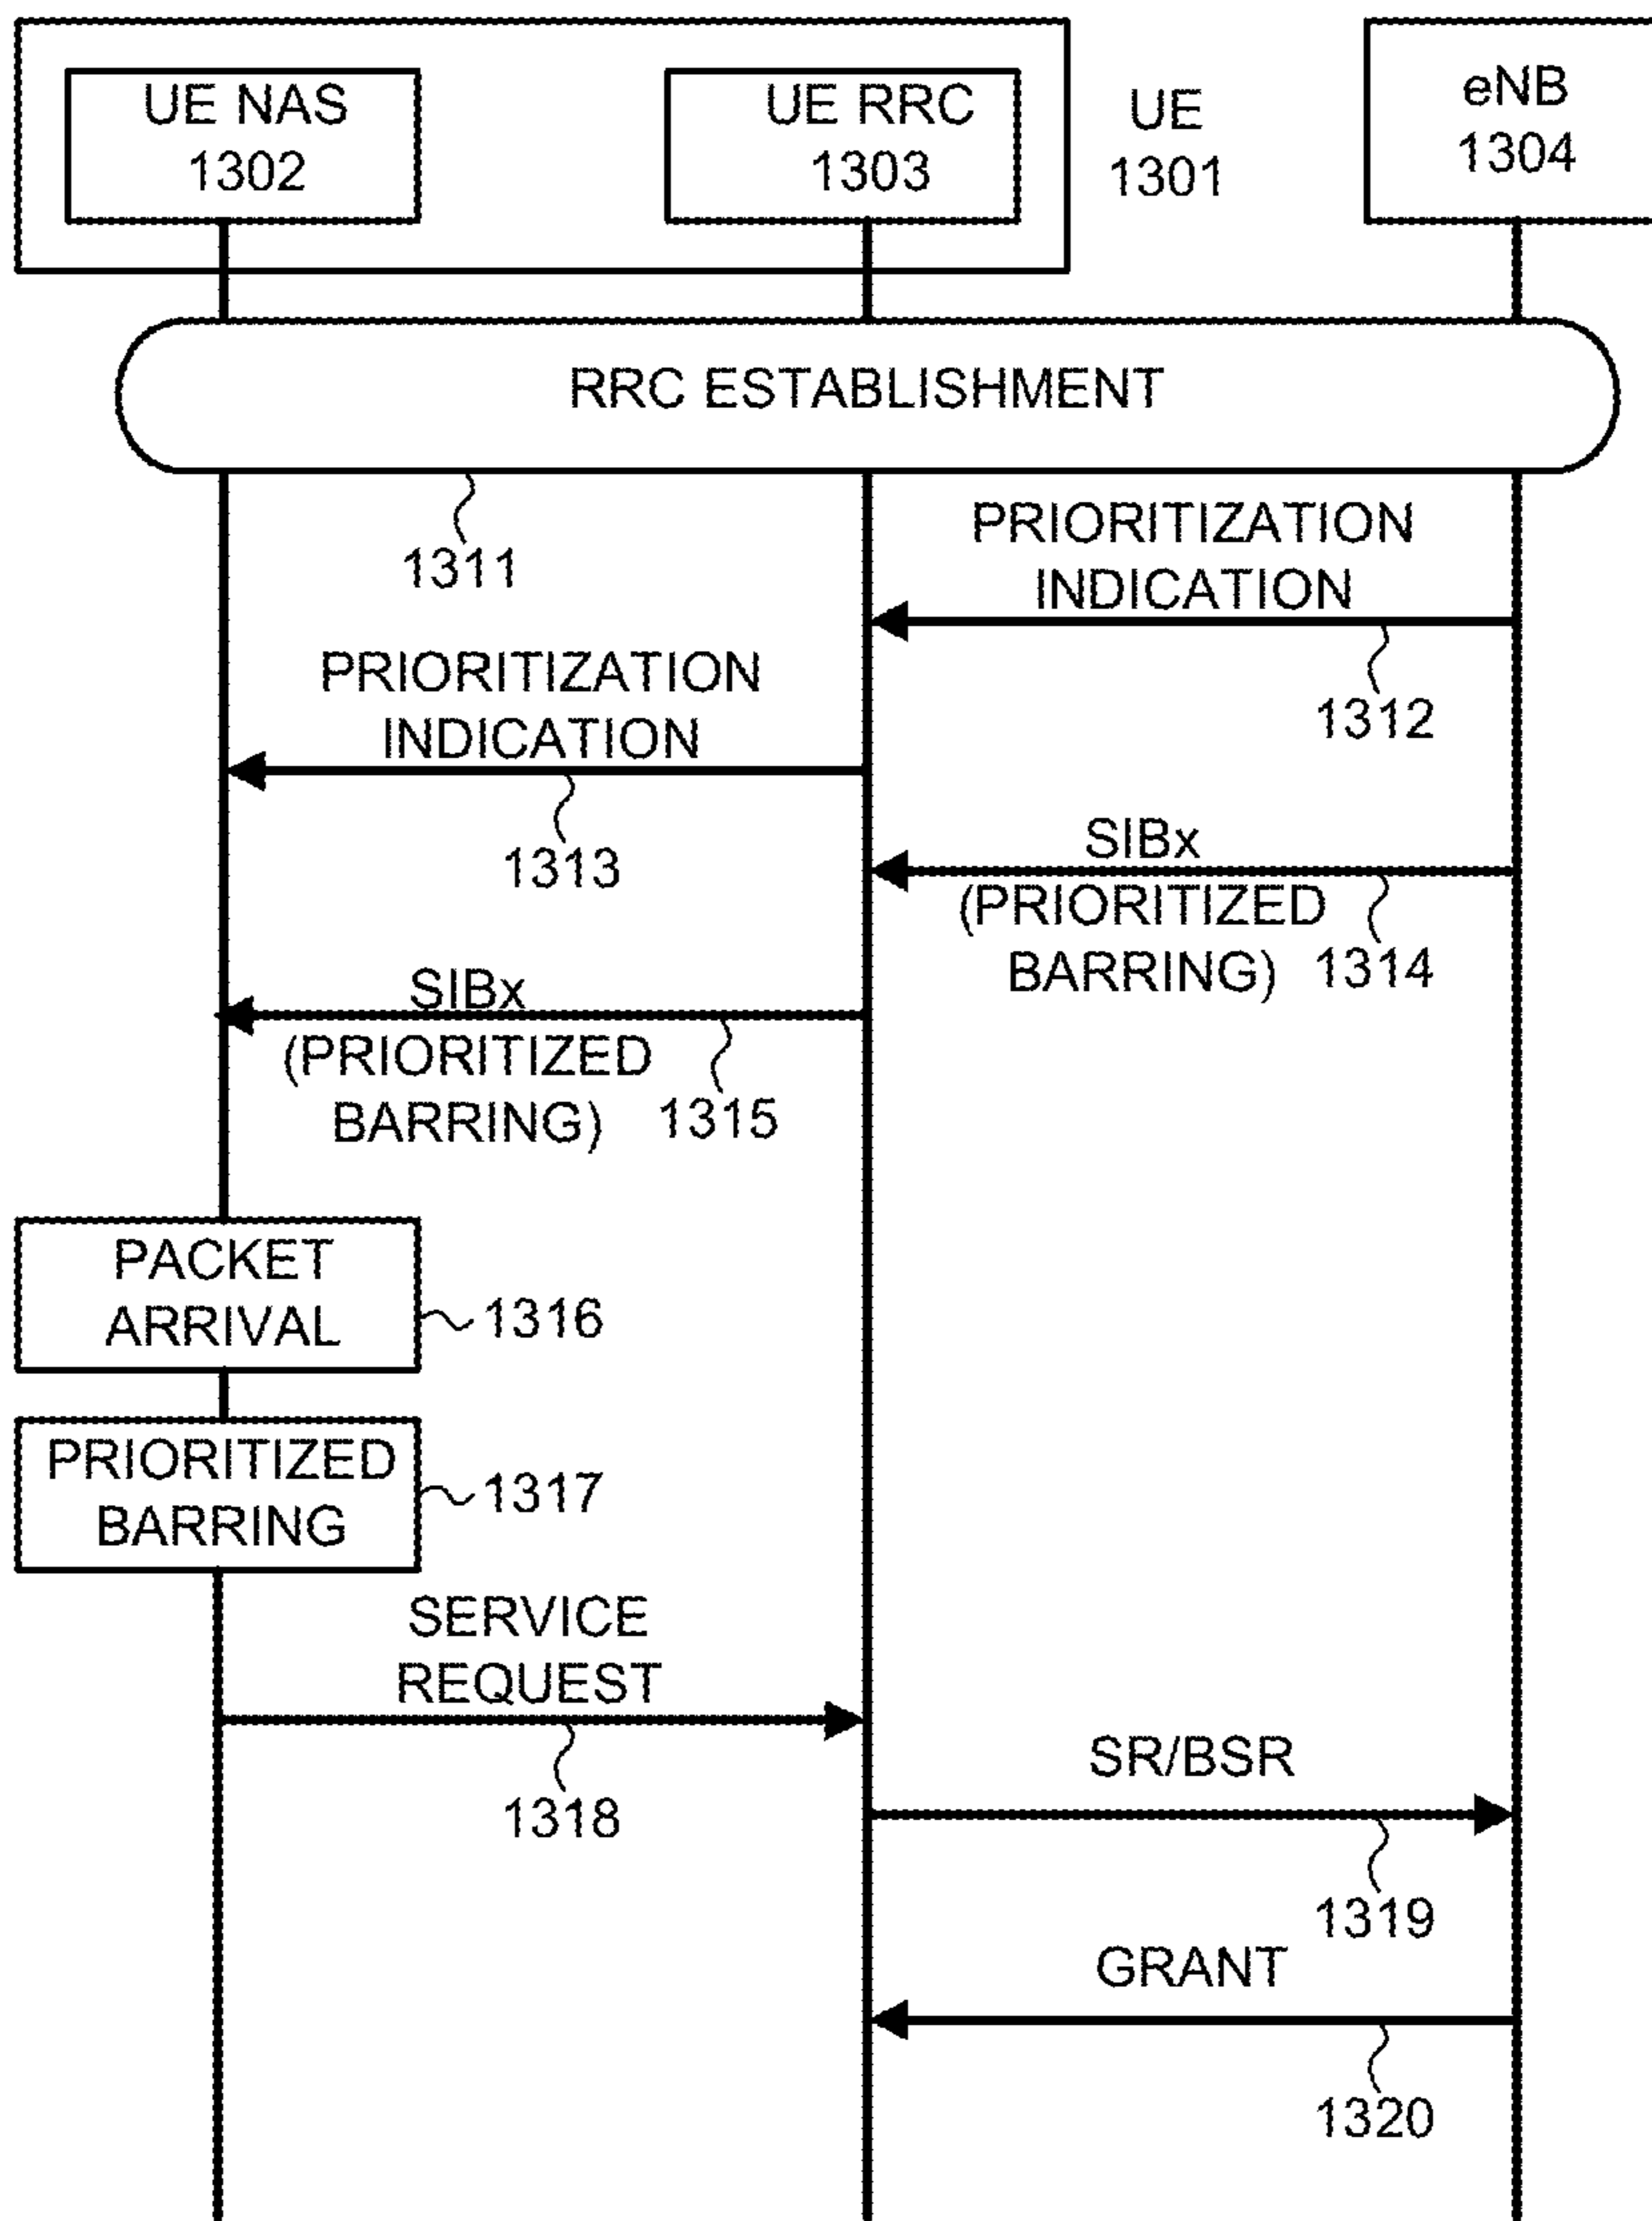 UE NAS
1302
UE RRC
1303
UE
1301
eNB
1304
RRC ESTABLISHMENT
1311
PRIORITIZATION
INDICATION
1312
PRIORITIZATION
INDICATION
1313
SIBx
(PRIORITIZED
BARRING)
1314
SIBx
(PRIORITIZED
BARRING)
1315
PACKET
ARRIVAL
1316
PRIORITIZED
BARRING
1317
SERVICE
REQUEST
1318
SR/BSR
1319
GRANT
1320